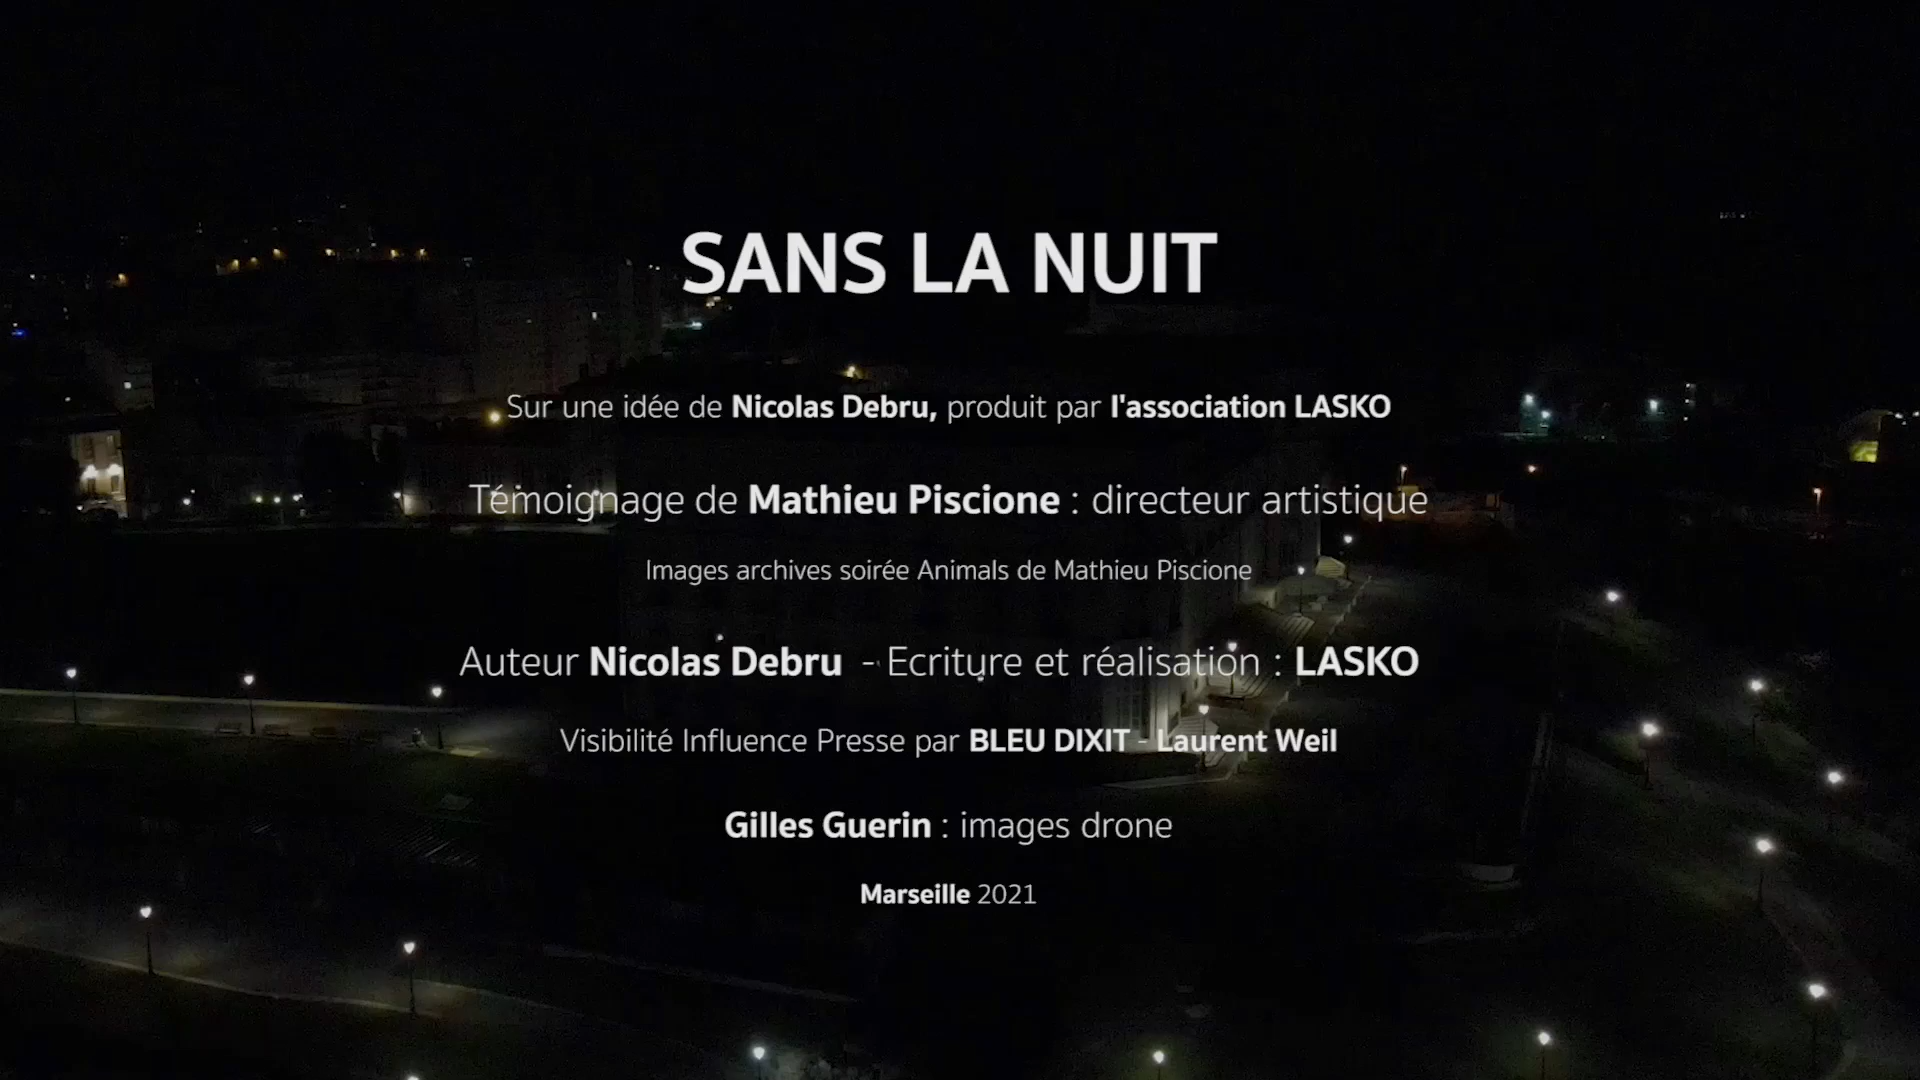 SANS LA NUIT
Sur une idée de Nicolas Debru, produit par l'association LASKO
Témoignage de Mathieu Piscione : directeur artistique
Images archives soirée Animals de Mathieu Piscione
Auteur Nicolas Debru - Ecriture et réalisation : LASKO
Visibilité Influence Presse par BLEU DIXIT - Laurent Weil
Gilles Guerin : images drone
Marseille 2021